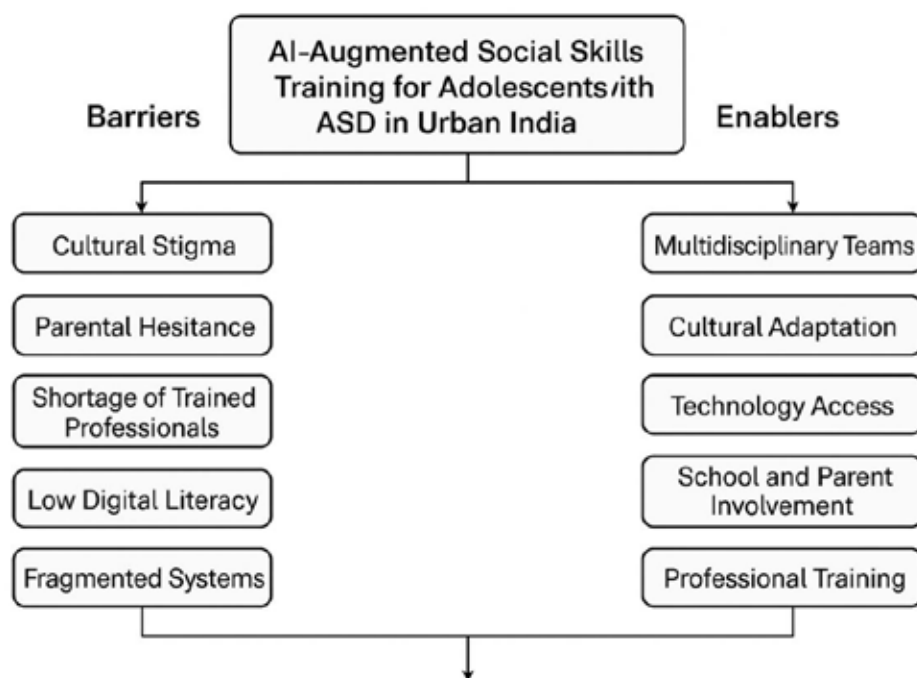 AI-Augmented Social Skills
Training for Adolescents/ith
ASD in Urban India
Barriers
Enablers
Cultural Stigma
Parental Hesitance
Shortage of Trained
Professionals
Low Digital Literacy
Fragmented Systems
Multidisciplinary Teams
Cultural Adaptation
Technology Access
School and Parent
Involvement
Professional Training